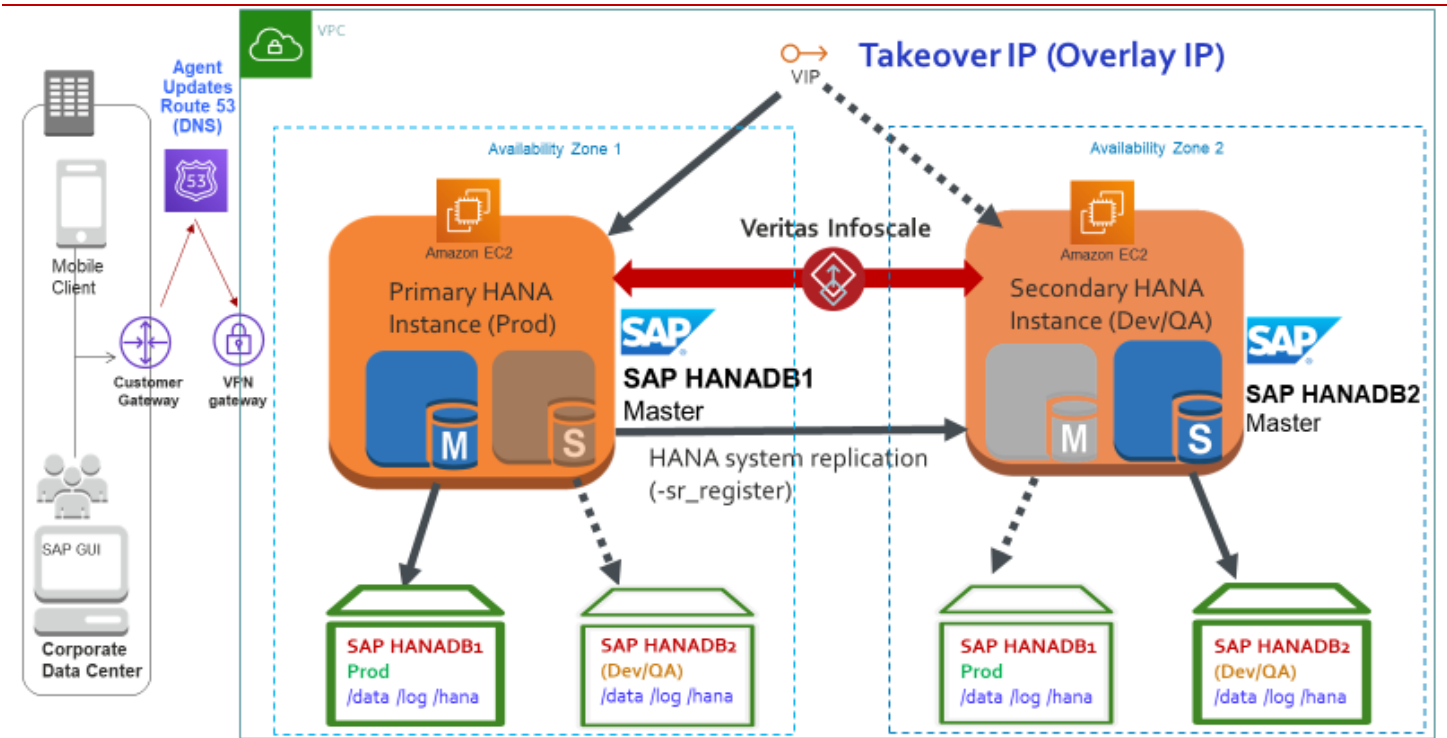 VPC
Takeover IP (Overlay IP)
VIP
Agent
Updates
Route 53
(DNS)
53
Mobile
Client
Customer
Gateway
VPN
gateway
SAP GUI
Corporate
Data Center
Availability Zone 1
Amazon EC2
Primary HANA
Instance (Prod)
M
S
SAP
®
SAP HANADB1
Master
Veritas Infoscale
HANA system replication
(-sr_register)
Availability Zone 2
Amazon EC2
Secondary HANA
Instance (Dev/QA)
M
S
SAP
®
SAP HANADB2
Master
SAP HANADB1
Prod
/data /log /hana
SAP HANADB2
(Dev/QA)
/data /log /hana
SAP HANADB1
Prod
/data /log /hana
SAP HANADB2
(Dev/QA)
/data /log /hana